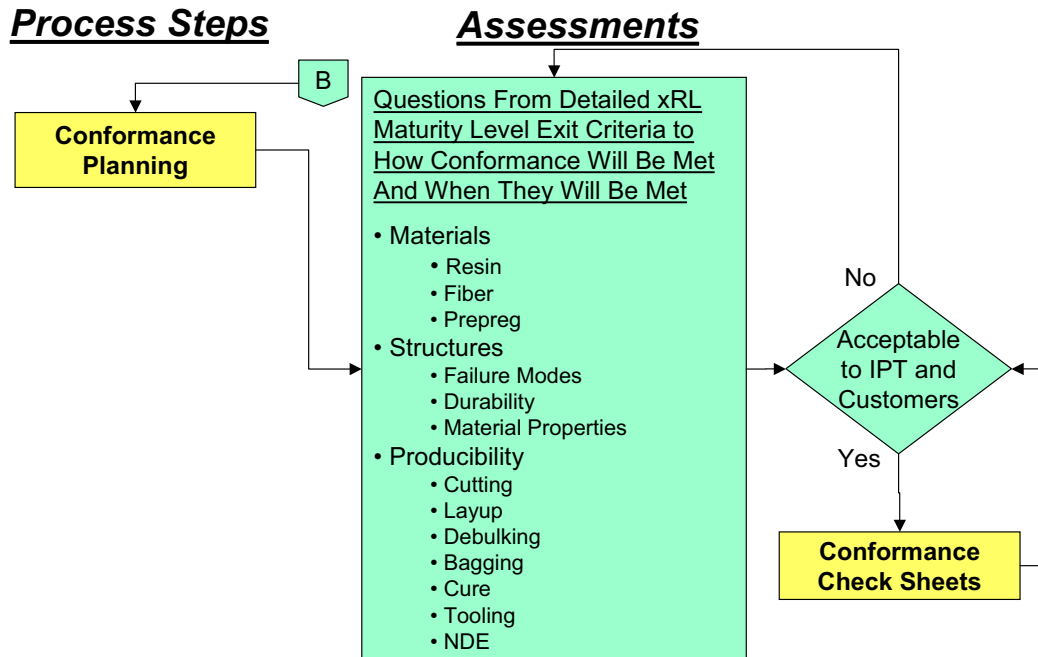 Process Steps
Assessments
B
Conformance
Planning
Questions From Detailed xRL
Maturity Level Exit Criteria to
How Conformance Will Be Met
And When They Will Be Met
• Materials
• Resin
• Fiber
• Prepreg
• Structures
• Failure Modes
• Durability
• Material Properties
• Producibility
• Cutting
• Layup
• Debulking
• Bagging
• Cure
• Tooling
• NDE
No
Acceptable
to IPT and
Customers
Yes
Conformance
Check Sheets